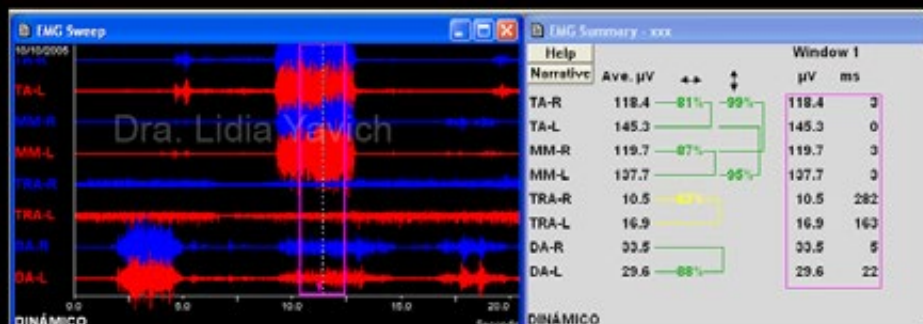 EMG Sweep
10/10/2005
TA-L
MM-R
MM-L
TRA-R
TRA-L
DA-R
DA-L
Dra. Lidia Yavich
0.0 5.0 10.0 15.0 20.0
DINÁMICO
EMG Summary - xxx
Help Window 1
Narrative Ave. µV µV ms
TA-R 118.4 81% 99% 118.4 3
TA-L 145.3 145.3 0
MM-R 119.7 87% 119.7 3
MM-L 137.7 95% 137.7 3
TRA-R 10.5 10.5 282
TRA-L 16.9 16.9 163
DA-R 33.5 33.5 5
DA-L 29.6 88% 29.6 22
DINÁMICO